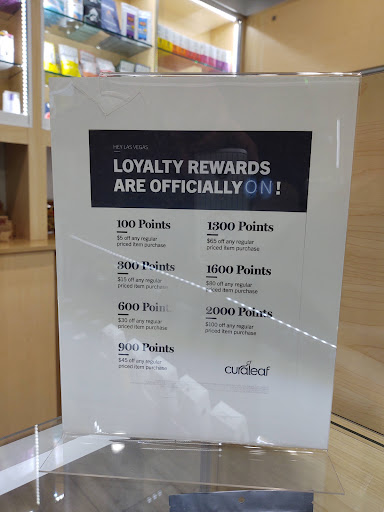 HEY LAS VEGAS,
LOYALTY REWARDS
ARE OFFICIALLY ON!
100 Points
$5 off any regular
priced item purchase
300 Points
$15 off any regular
priced item purchase
600 Points
$30 off any regular
priced item purchase
900 Points
$45 off any regular
priced item purchase
1300 Points
$65 off any regular
priced item purchase
1600 Points
$80 off any regular
priced item purchase
2000 Points
$100 off any regular
priced item purchase
curaleaf